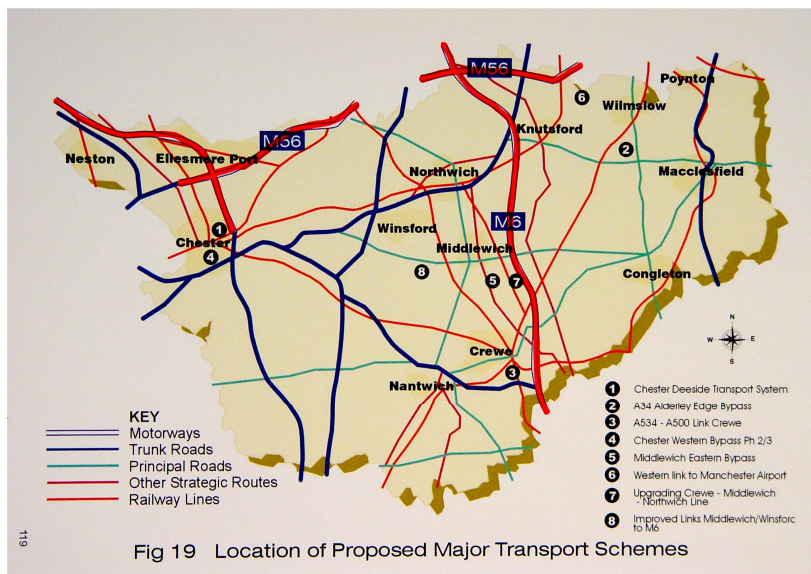 M56
Poynton
Wilmslow
6
M56
Knutsford
Neston
Ellesmere Port
2
Northwich
Macclesfield
1
Winsford
M6
Chester
Middlewich
4
8
5
7
Congleton
N
W E
S
Crewe
3
Nantwich
KEY
Motorways
Trunk Roads
Principal Roads
Other Strategic Routes
Railway Lines
1 Chester Deeside Transport System
2 A34 Alderley Edge Bypass
3 A534 - A500 Link Crewe
4 Chester Western Bypass Ph 2/3
5 Middlewich Eastern Bypass
6 Western link to Manchester Airport
7 Upgrading Crewe - Middlewich
- Northwich Line
8 Improved Links Middlewich/Winsford
to M6
119
Fig 19 Location of Proposed Major Transport Schemes